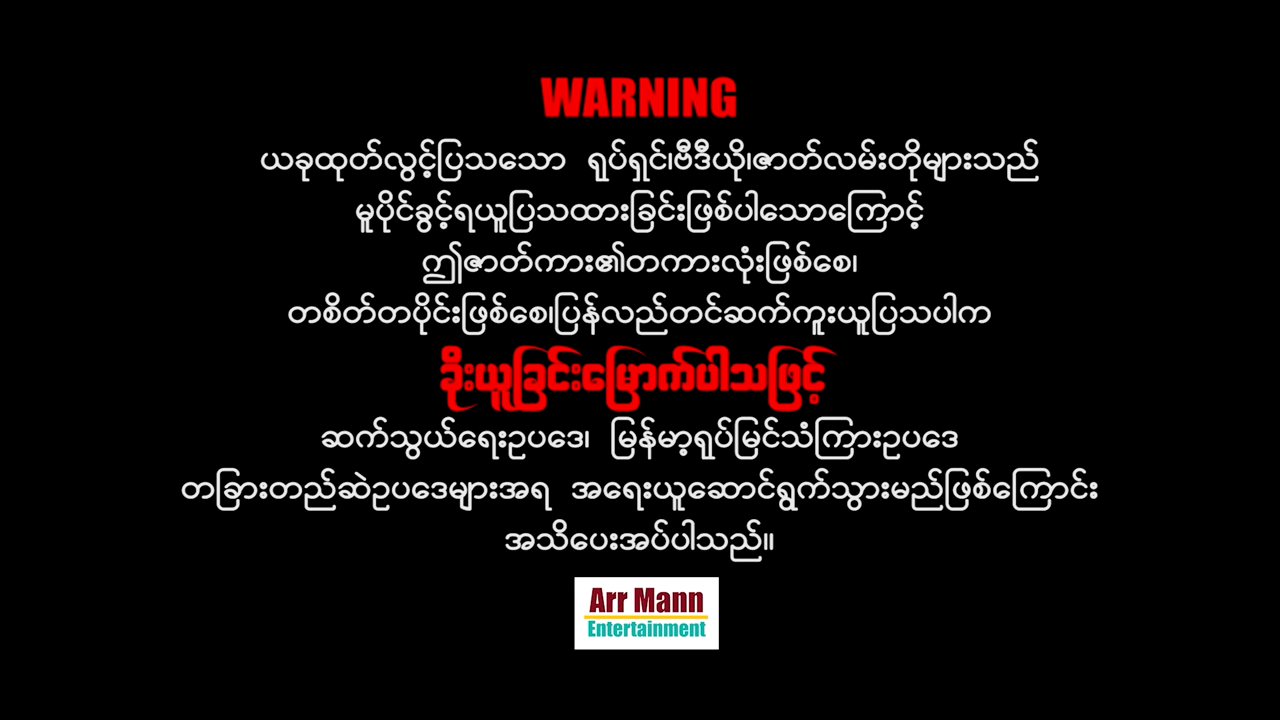 WARNING
ယခုထုတ်လွှင့်ပြသသော ရုပ်ရှင်၊ဗီဒီယို၊ဇာတ်လမ်းတိုများသည်
မူပိုင်ခွင့်ရယူပြသထားခြင်းဖြစ်ပါသောကြောင့်
ဤဇာတ်ကား၏တကားလုံးဖြစ်စေ၊
တစိတ်တပိုင်းဖြစ်စေ၊ပြန်လည်တင်ဆက်ကူးယူပြသပါက
ခိုးယူခြင်းမြောက်ပါသဖြင့်
ဆက်သွယ်ရေးဥပဒေ၊ မြန်မာ့ရုပ်မြင်သံကြားဥပဒေ
တခြားတည်ဆဲဥပဒေများအရ အရေးယူဆောင်ရွက်သွားမည်ဖြစ်ကြောင်း
အသိပေးအပ်ပါသည်။
Arr Mann
Entertainment